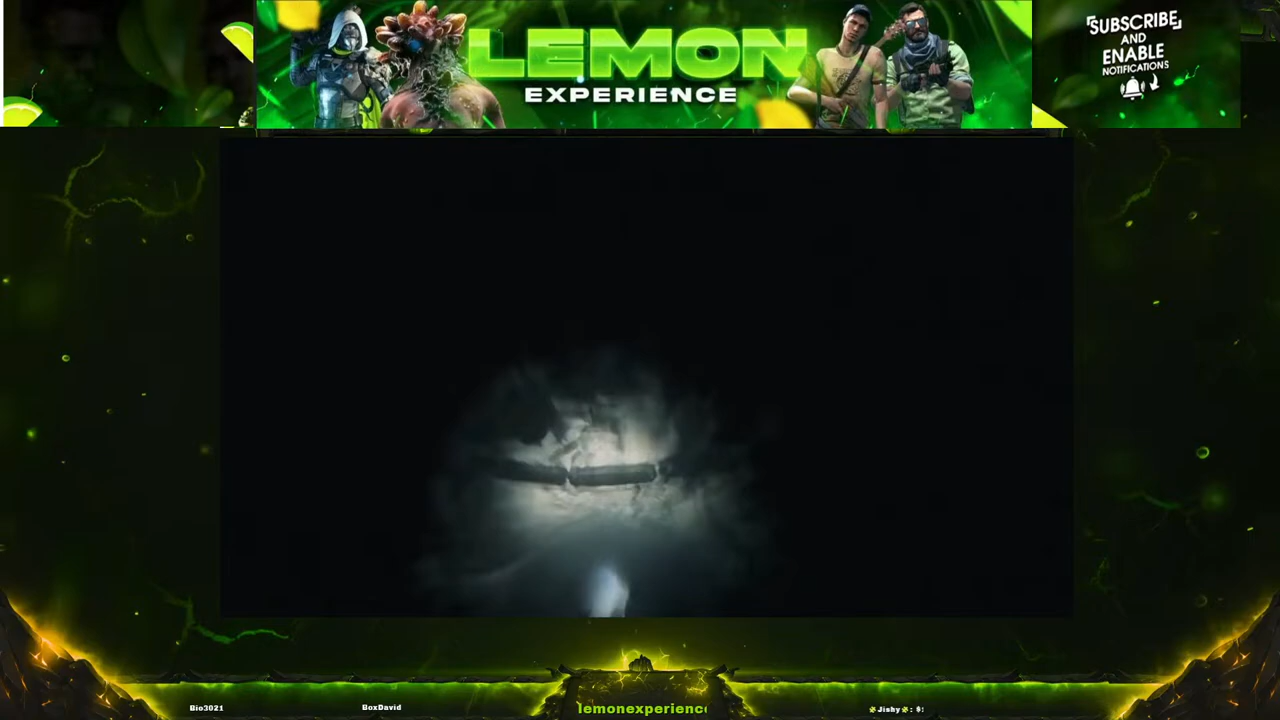 LEMON
EXPERIENCE
SUBSCRIBE
AND
ENABLE
NOTIFICATIONS
Bio3021
BoxDavid
lemonexperience
Jishy